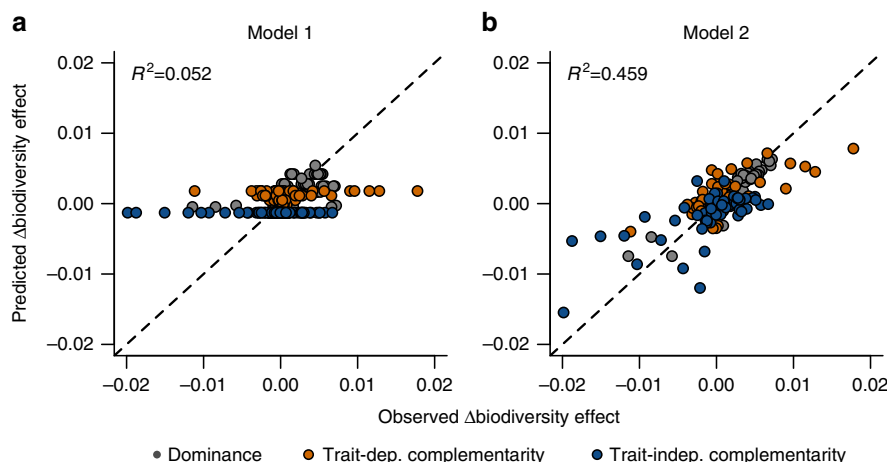 a
Model 1
R²=0.052
0.02
0.01
0.00
−0.01
−0.02
Predicted Δbiodiversity effect
−0.02 −0.01 0.00 0.01 0.02
b
Model 2
R²=0.459
0.02
0.01
0.00
−0.01
−0.02
−0.02 −0.01 0.00 0.01 0.02
Observed Δbiodiversity effect
Dominance Trait-dep. complementarity Trait-indep. complementarity